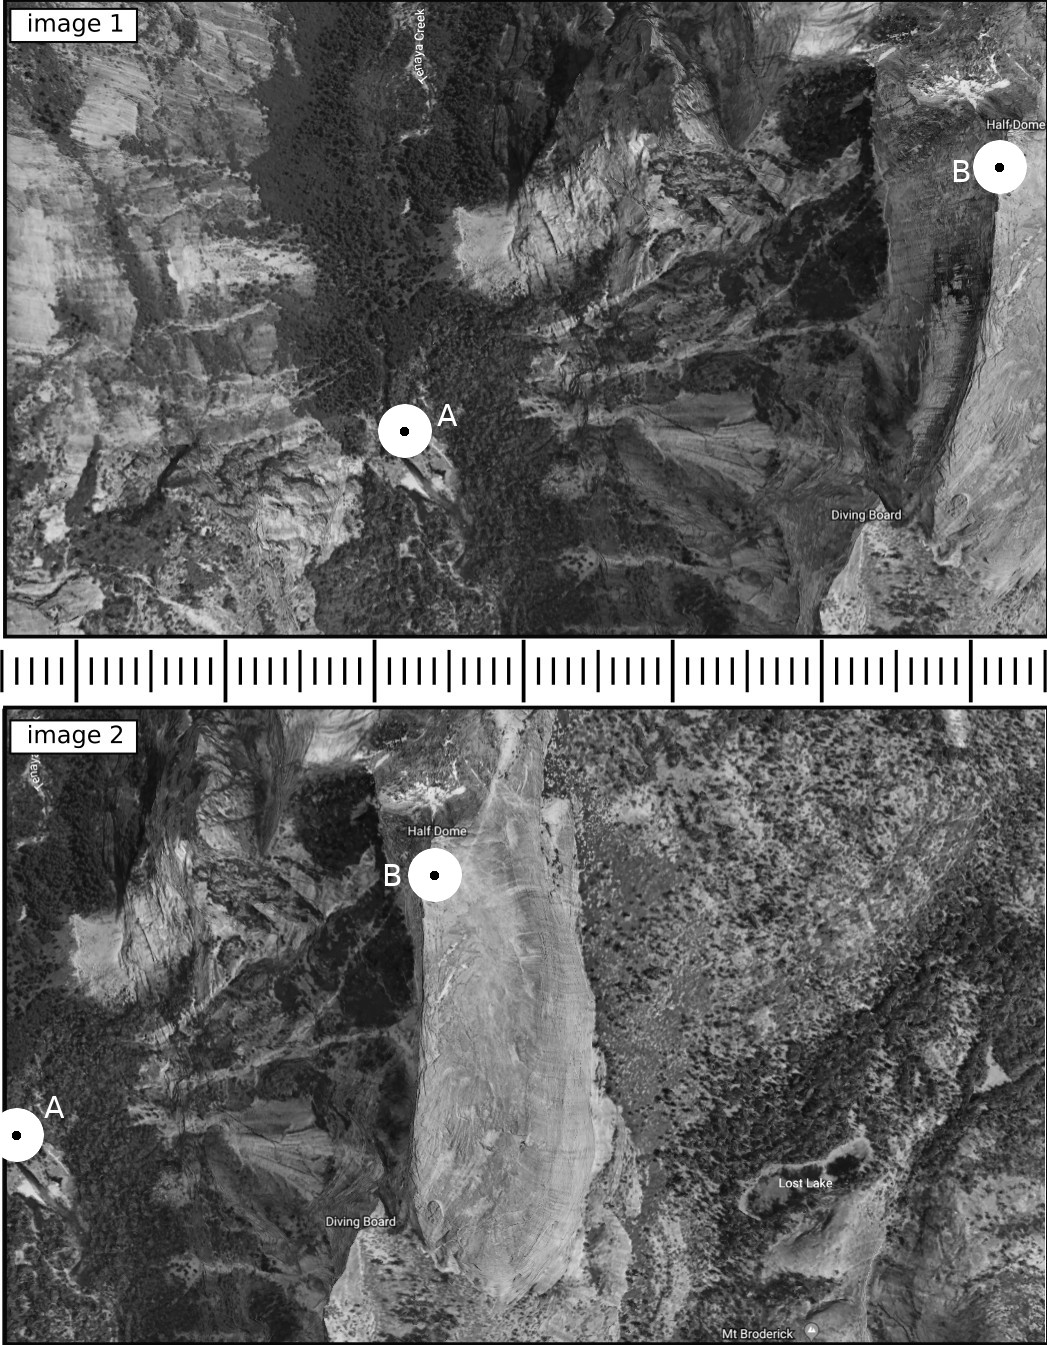 image 1
Tenaya Creek
Half Dome
B
A
Diving Board
image 2
Half Dome
B
A
Lost Lake
Diving Board
Mt Broderick